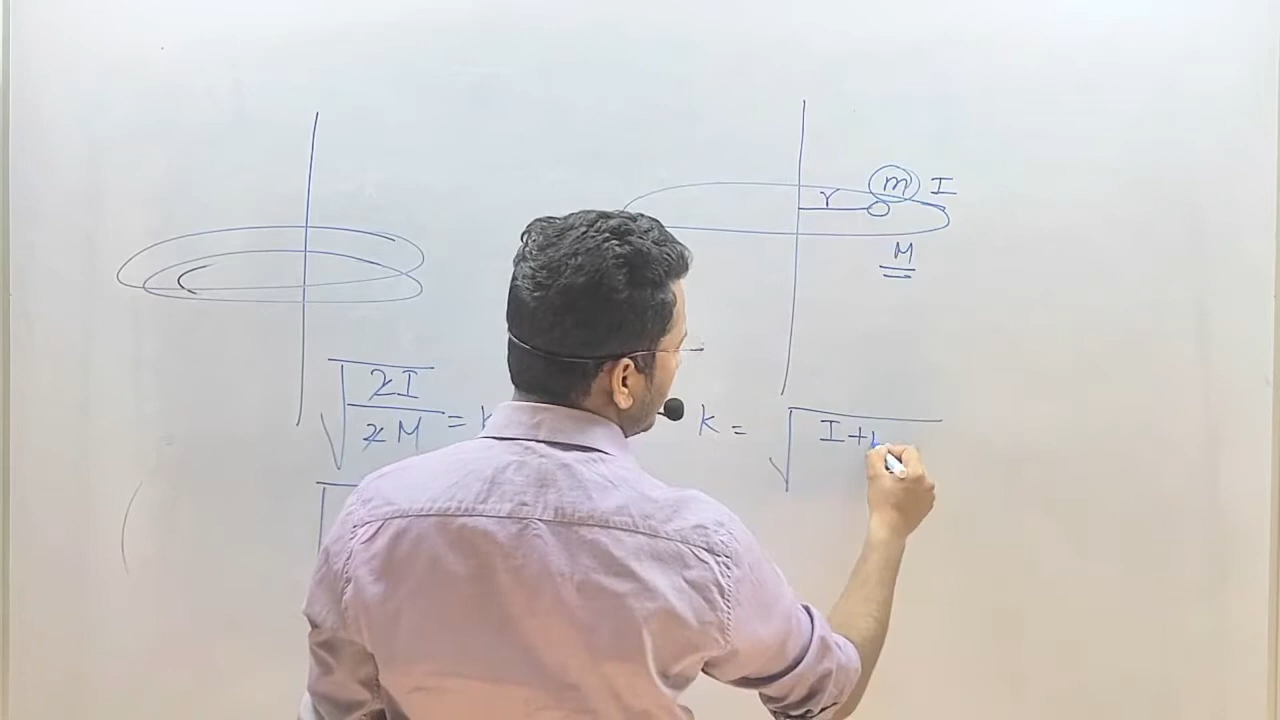 m I
r
M
√(2I / 2M) =
k = √(I +